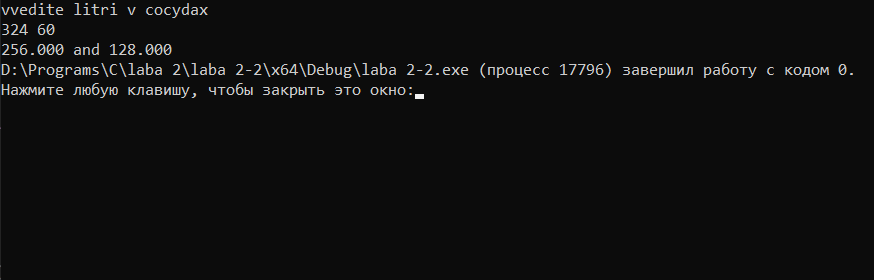 vvedite litri v cocydax
324 60
256.000 and 128.000
D:\Programs\C\laba 2\laba 2-2\x64\Debug\laba 2-2.exe (процесс 17796) завершил работу с кодом 0.
Нажмите любую клавишу, чтобы закрыть это окно: